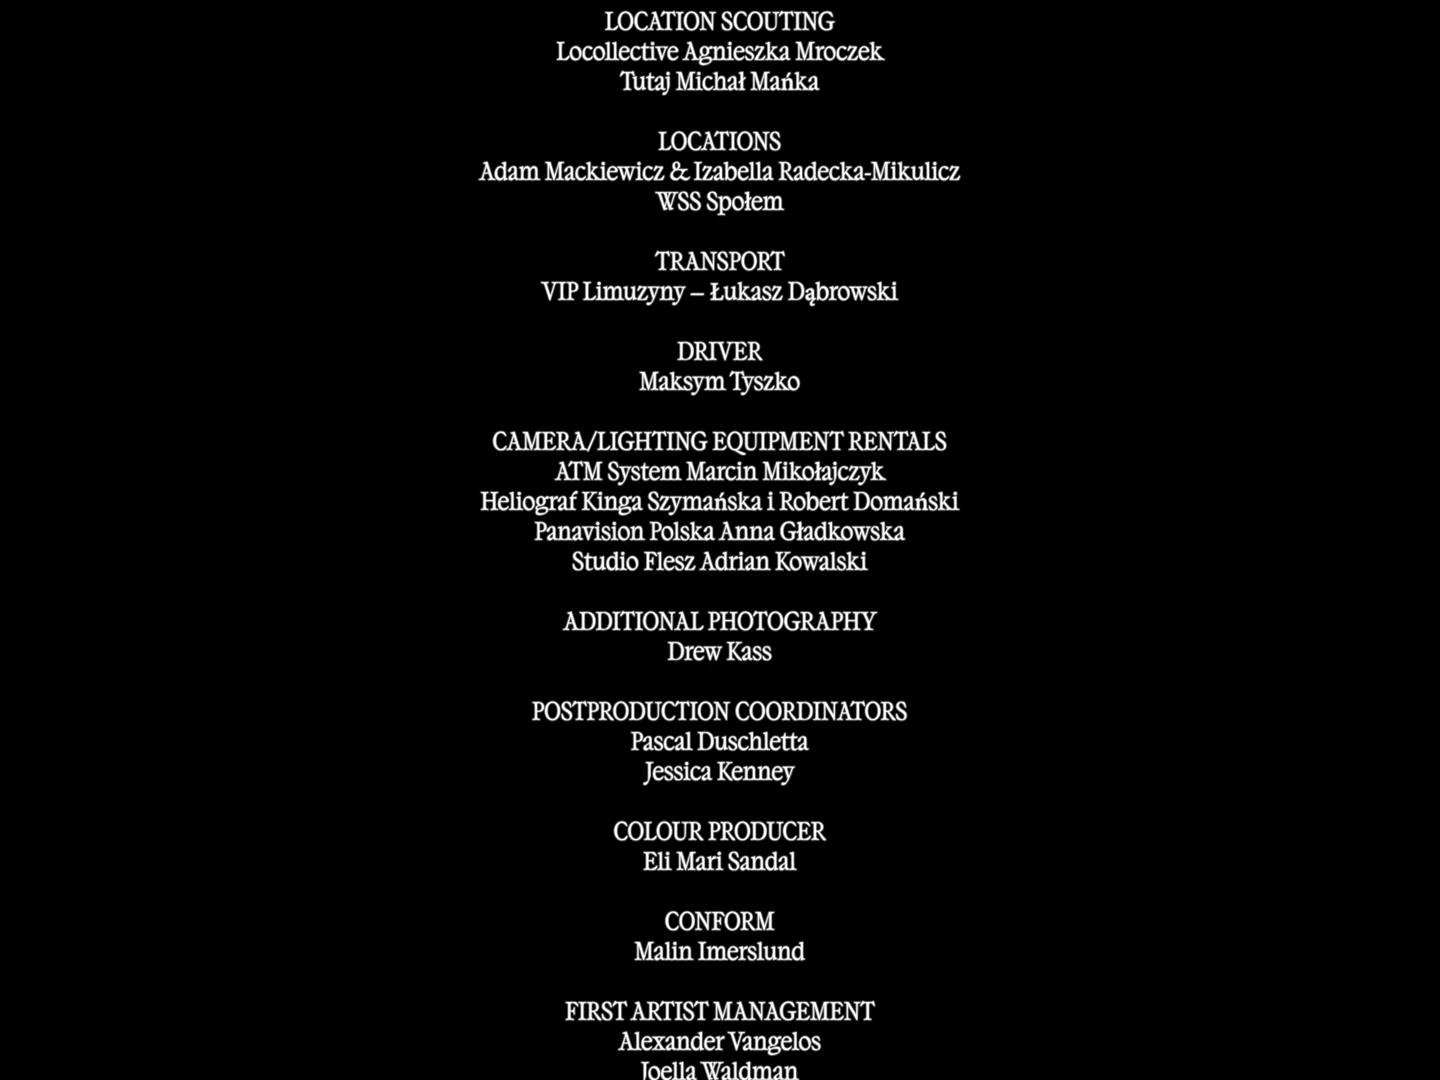 LOCATION SCOUTING
Locollective Agnieszka Mroczek
Tutaj Michał Mańka
LOCATIONS
Adam Mackiewicz & Izabella Radecka-Mikulicz
WSS Społem
TRANSPORT
VIP Limuzyny – Łukasz Dąbrowski
DRIVER
Maksym Tyszko
CAMERA/LIGHTING EQUIPMENT RENTALS
ATM System Marcin Mikołajczyk
Heliograf Kinga Szymańska i Robert Domański
Panavision Polska Anna Gładkowska
Studio Flesz Adrian Kowalski
ADDITIONAL PHOTOGRAPHY
Drew Kass
POSTPRODUCTION COORDINATORS
Pascal Duschletta
Jessica Kenney
COLOUR PRODUCER
Eli Mari Sandal
CONFORM
Malin Imerslund
FIRST ARTIST MANAGEMENT
Alexander Vangelos
Joella Waldman